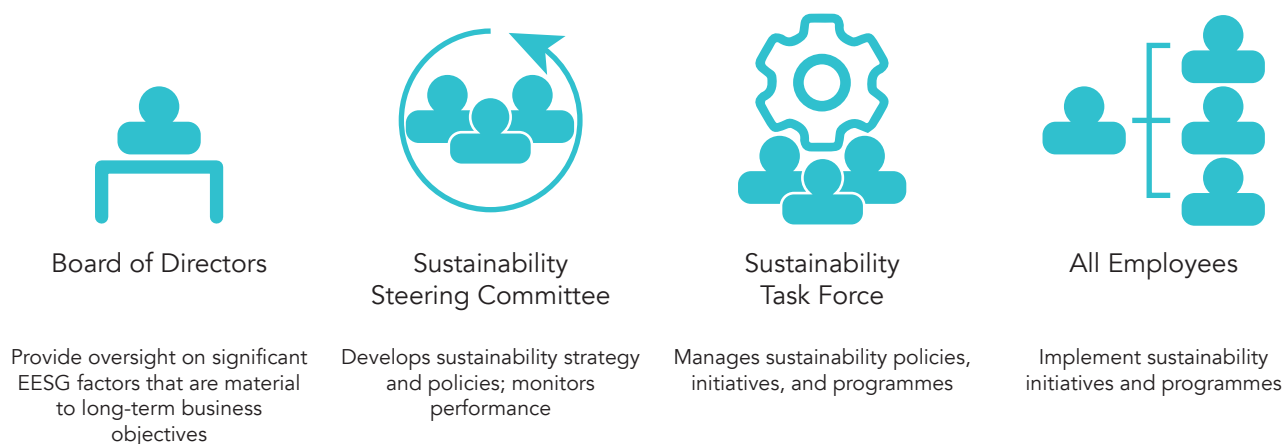 Board of Directors
Provide oversight on significant
EESG factors that are material
to long-term business
objectives
Sustainability
Steering Committee
Develops sustainability strategy
and policies; monitors
performance
Sustainability
Task Force
Manages sustainability policies,
initiatives, and programmes
All Employees
Implement sustainability
initiatives and programmes